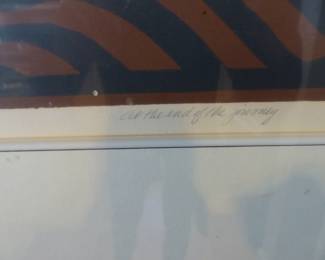 at the end of the journey